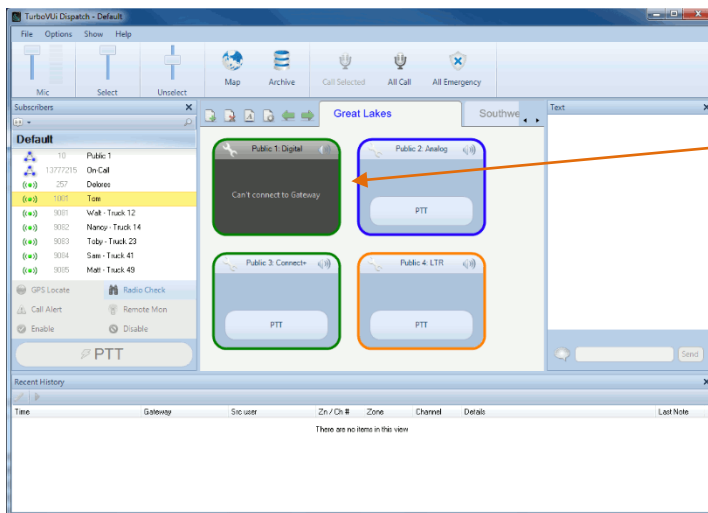 TurboVUi Dispatch - Default
File Options Show Help
Mic Select Unselect Map Archive Call Selected All Call All Emergency
Subscribers
Default
10 Public 1
13777215 On-Call
257 Delores
1001 Tom
9081 Walt - Truck 12
9082 Nancy - Truck 14
9083 Toby - Truck 23
9084 Sam - Truck 41
9085 Matt - Truck 49
GPS Locate Radio Check
Call Alert Remote Mon
Enable Disable
PTT
Great Lakes Southwe
Public 1: Digital
Can't connect to Gateway
Public 2: Analog
PTT
Public 3: Connect+
PTT
Public 4: LTR
PTT
Text
Send
Recent History
Time Gateway Src user Zn / Ch # Zone Channel Details Last Note
There are no items in this view